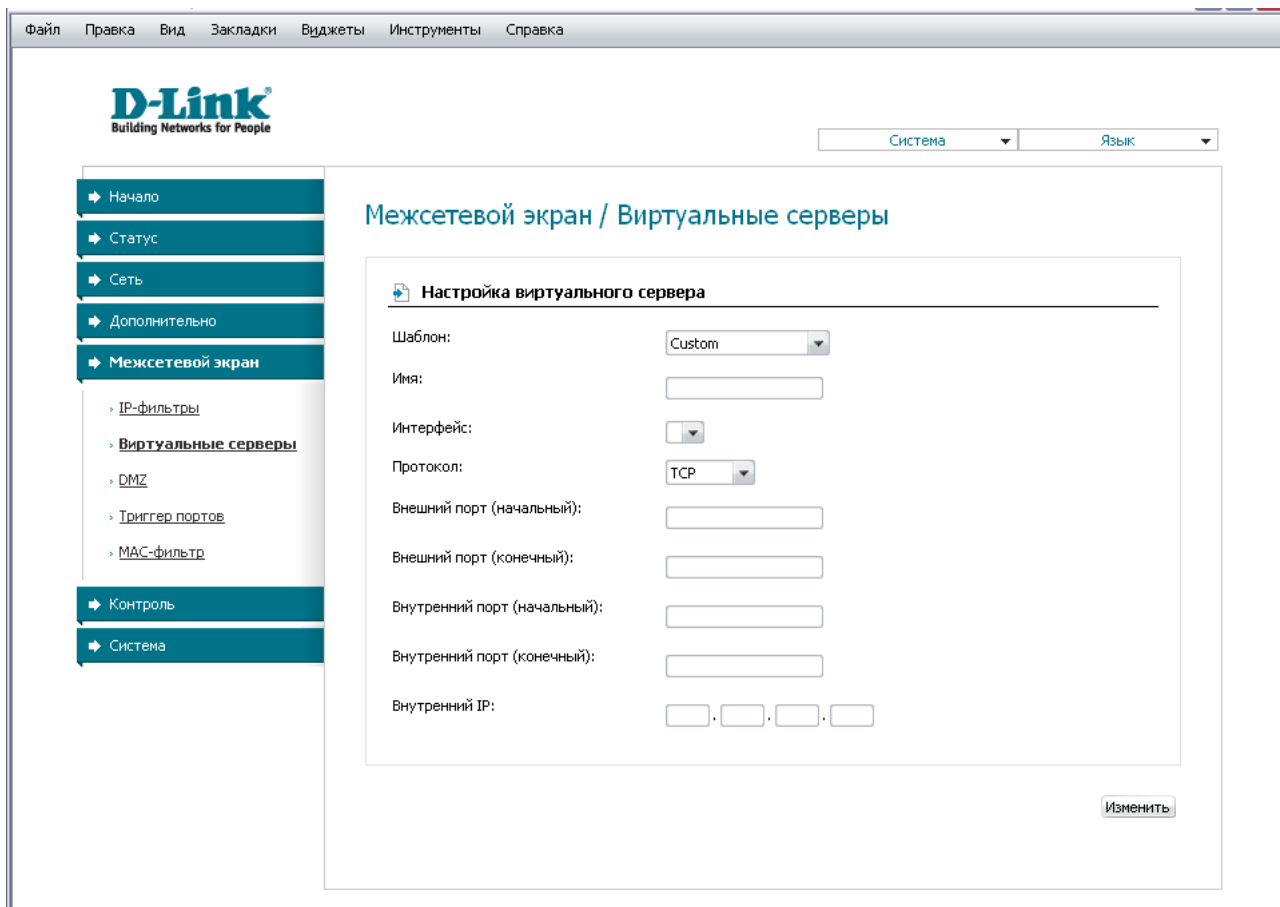 Файл Правка Вид Закладки Виджеты Инструменты Справка
D-Link®
Building Networks for People
Система Язык
Начало
Статус
Сеть
Дополнительно
Межсетевой экран
IP-фильтры
Виртуальные серверы
DMZ
Триггер портов
MAC-фильтр
Контроль
Система
Межсетевой экран / Виртуальные серверы
Настройка виртуального сервера
Шаблон: Custom
Имя:
Интерфейс:
Протокол: TCP
Внешний порт (начальный):
Внешний порт (конечный):
Внутренний порт (начальный):
Внутренний порт (конечный):
Внутренний IP: . . .
Изменить